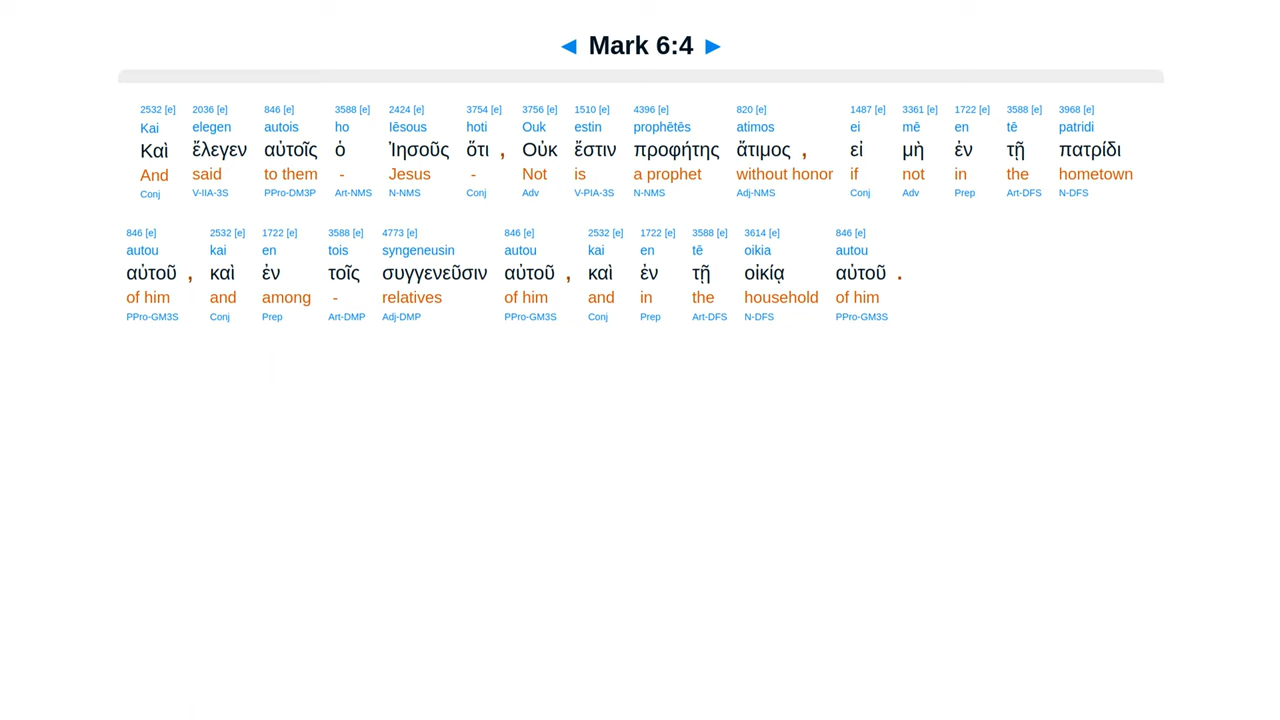 ◄ Mark 6:4 ►
2532 [e] 2036 [e] 846 [e] 3588 [e] 2424 [e] 3754 [e] 3756 [e] 1510 [e] 4396 [e] 820 [e] 1487 [e] 3361 [e] 1722 [e] 3588 [e] 3968 [e]
Kai elegen autois ho Iēsous hoti Ouk estin prophētēs atimos ei mē en tē patridi
Καὶ ἔλεγεν αὐτοῖς ὁ Ἰησοῦς ὅτι , Οὐκ ἔστιν προφήτης ἄτιμος , εἰ μὴ ἐν τῇ πατρίδι
And said to them - Jesus - Not is a prophet without honor if not in the hometown
Conj V-IIA-3S PPro-DM3P Art-NMS N-NMS Conj Adv V-PIA-3S N-NMS Adj-NMS Conj Adv Prep Art-DFS N-DFS
846 [e] 2532 [e] 1722 [e] 3588 [e] 4773 [e] 846 [e] 2532 [e] 1722 [e] 3588 [e] 3614 [e] 846 [e]
autou kai en tois syngeneusin autou kai en tē oikia autou
αὐτοῦ , καὶ ἐν τοῖς συγγενεῦσιν αὐτοῦ , καὶ ἐν τῇ οἰκίᾳ αὐτοῦ .
of him and among - relatives of him and in the household of him
PPro-GM3S Conj Prep Art-DMP Adj-DMP PPro-GM3S Conj Prep Art-DFS N-DFS PPro-GM3S